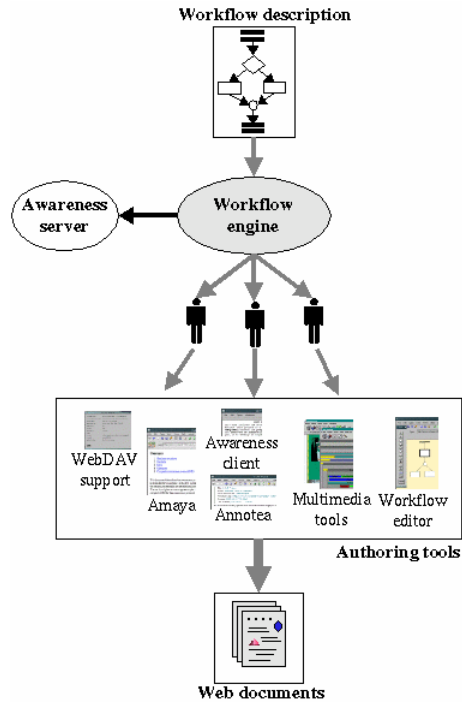 Workflow description
Awareness
server
Workflow
engine
WebDAV
support
Amaya
Awareness
client
Annotea
Multimedia
tools
Workflow
editor
Authoring tools
Web documents